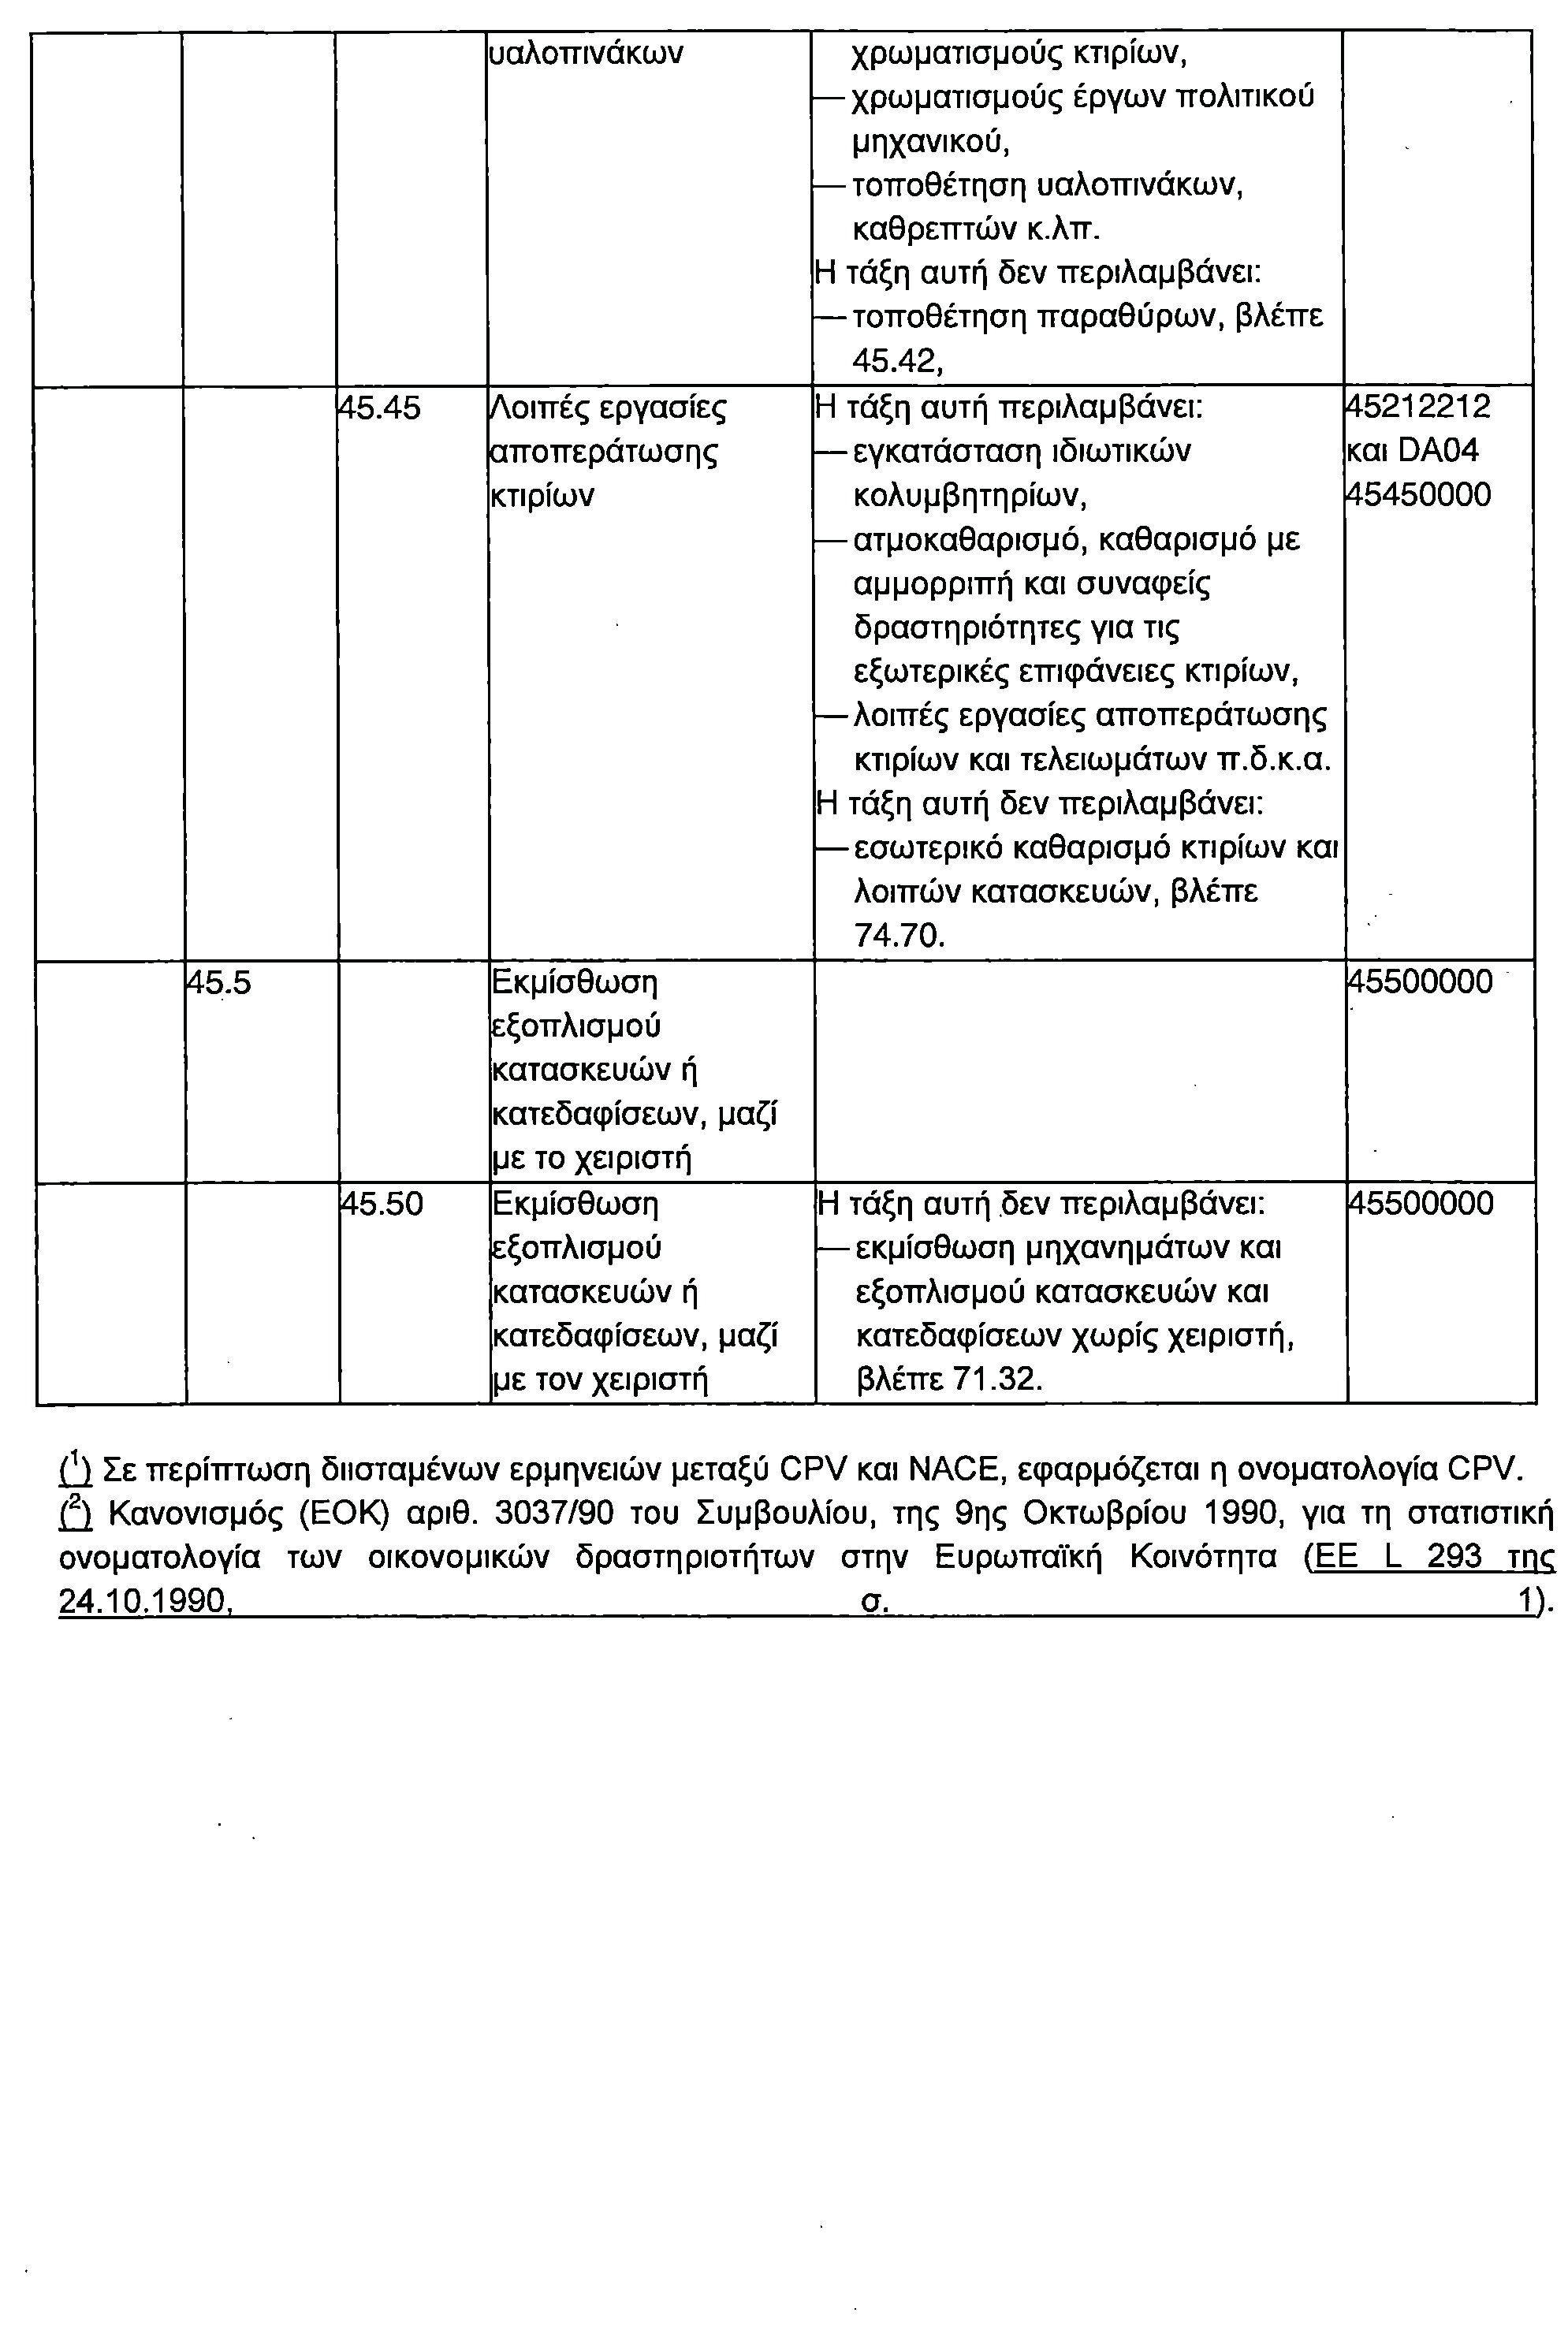 υαλοπινάκων
χρωματισμούς κτιρίων,
— χρωματισμούς έργων πολιτικού
μηχανικού,
— τοποθέτηση υαλοπινάκων,
καθρεπτών κ.λπ.
Η τάξη αυτή δεν περιλαμβάνει:
— τοποθέτηση παραθύρων, βλέπε
45.42,
45.45
Λοιπές εργασίες
αποπεράτωσης
κτιρίων
Η τάξη αυτή περιλαμβάνει:
— εγκατάσταση ιδιωτικών
κολυμβητηρίων,
— ατμοκαθαρισμό, καθαρισμό με
αμμορριπή και συναφείς
δραστηριότητες για τις
εξωτερικές επιφάνειες κτιρίων,
— λοιπές εργασίες αποπεράτωσης
κτιρίων και τελειωμάτων π.δ.κ.α.
Η τάξη αυτή δεν περιλαμβάνει:
— εσωτερικό καθαρισμό κτιρίων και
λοιπών κατασκευών, βλέπε
74.70.
45212212
και DA04
45450000
45.5
Εκμίσθωση
εξοπλισμού
κατασκευών ή
κατεδαφίσεων, μαζί
με το χειριστή
45500000
45.50
Εκμίσθωση
εξοπλισμού
κατασκευών ή
κατεδαφίσεων, μαζί
με τον χειριστή
Η τάξη αυτή δεν περιλαμβάνει:
— εκμίσθωση μηχανημάτων και
εξοπλισμού κατασκευών και
κατεδαφίσεων χωρίς χειριστή,
βλέπε 71.32.
45500000
(¹) Σε περίπτωση διισταμένων ερμηνειών μεταξύ CPV και NACE, εφαρμόζεται η ονοματολογία CPV.
(²) Κανονισμός (ΕΟΚ) αριθ. 3037/90 του Συμβουλίου, της 9ης Οκτωβρίου 1990, για τη στατιστική
ονοματολογία των οικονομικών δραστηριοτήτων στην Ευρωπαϊκή Κοινότητα (ΕΕ L 293 της
24.10.1990, σ. 1).